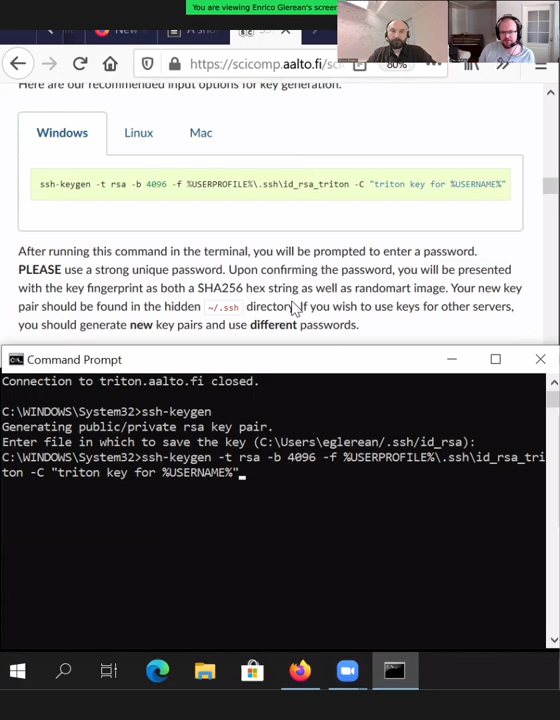 You are viewing Enrico Glerean's screen
New
A sho
https://scicomp.aalto.fi/sci
80%
Here are our recommended input options for key generation.
Windows
Linux
Mac
ssh-keygen -t rsa -b 4096 -f %USERPROFILE%\.ssh\id_rsa_triton -C "triton key for %USERNAME%"
After running this command in the terminal, you will be prompted to enter a password.
PLEASE use a strong unique password. Upon confirming the password, you will be presented
with the key fingerprint as both a SHA256 hex string as well as randomart image. Your new key
pair should be found in the hidden ~/.ssh directory. If you wish to use keys for other servers,
you should generate new key pairs and use different passwords.
Command Prompt
Connection to triton.aalto.fi closed.
C:\WINDOWS\System32>ssh-keygen
Generating public/private rsa key pair.
Enter file in which to save the key (C:\Users\eglerean/.ssh/id_rsa):
C:\WINDOWS\System32>ssh-keygen -t rsa -b 4096 -f %USERPROFILE%\.ssh\id_rsa_tri
ton -C "triton key for %USERNAME%"